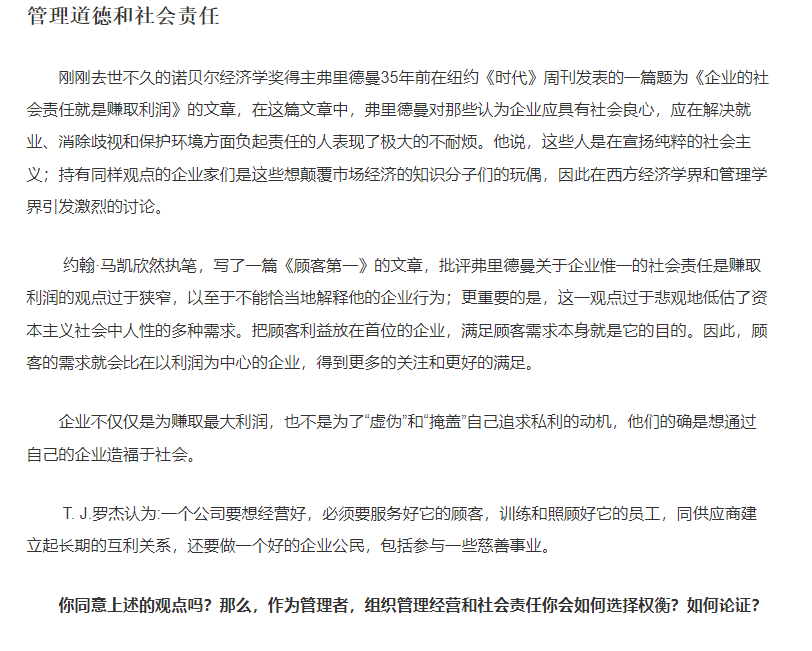 管理道德和社会责任
刚刚去世不久的诺贝尔经济学奖得主弗里德曼35年前在纽约《时代》周刊发表的一篇题为《企业的社
会责任就是赚取利润》的文章，在这篇文章中，弗里德曼对那些认为企业应具有社会良心，应在解决就
业、消除歧视和保护环境方面负起责任的人表现了极大的不耐烦。他说，这些人是在宣扬纯粹的社会主
义；持有同样观点的企业家们是这些想颠覆市场经济的知识分子们的玩偶，因此在西方经济学界和管理学
界引发激烈的讨论。
约翰·马凯欣然执笔，写了一篇《顾客第一》的文章，批评弗里德曼关于企业惟一的社会责任是赚取
利润的观点过于狭窄，以至于不能恰当地解释他的企业行为；更重要的是，这一观点过于悲观地低估了资
本主义社会中人性的多种需求。把顾客利益放在首位的企业，满足顾客需求本身就是它的目的。因此，顾
客的需求就会比在以利润为中心的企业，得到更多的关注和更好的满足。
企业不仅仅是为赚取最大利润，也不是为了“虚伪”和“掩盖”自己追求私利的动机，他们的确是想通过
自己的企业造福于社会。
T. J.罗杰认为:一个公司要想经营好，必须要服务好它的顾客，训练和照顾好它的员工，同供应商建
立起长期的互利关系，还要做一个好的企业公民，包括参与一些慈善事业。
你同意上述的观点吗？那么，作为管理者，组织管理经营和社会责任你会如何选择权衡？如何论证？